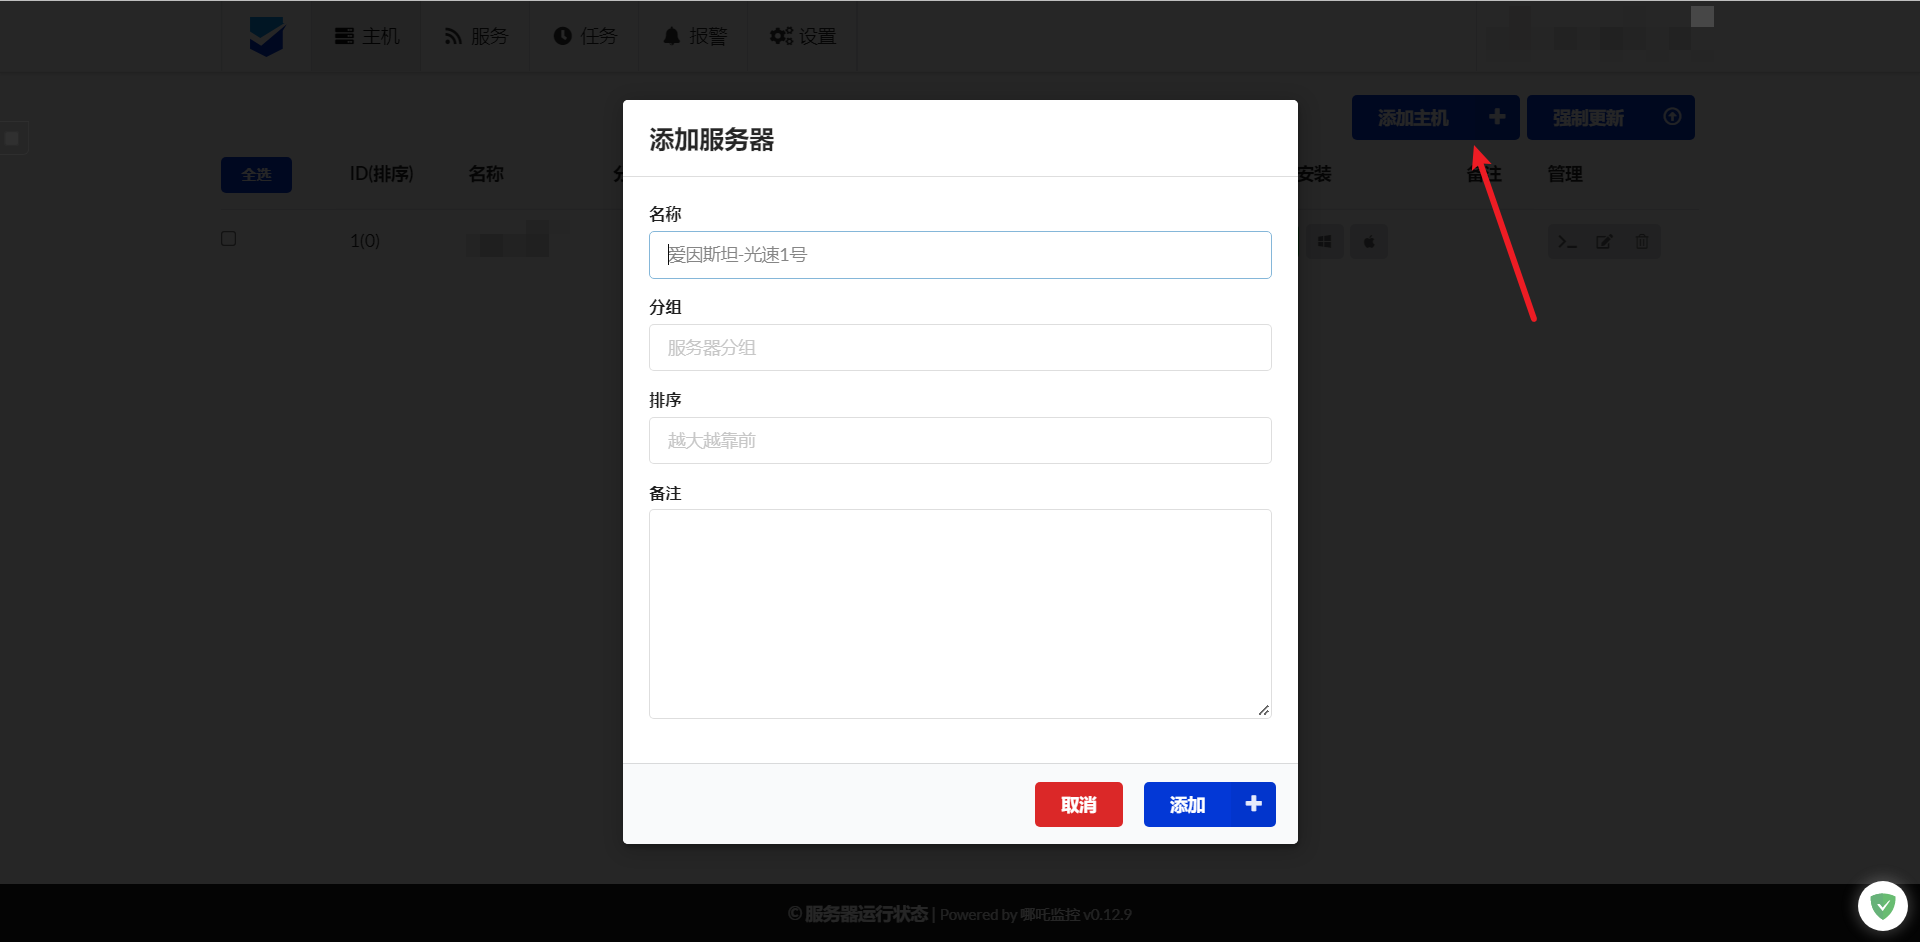 主机 服务 任务 报警 设置
添加主机 强制更新
添加服务器
全选 ID(排序) 名称 安装 备注 管理
名称
1(0)
爱因斯坦-光速1号
分组
服务器分组
排序
越大越靠前
备注
取消 添加
© 服务器运行状态 | Powered by 哪吒监控 v0.12.9